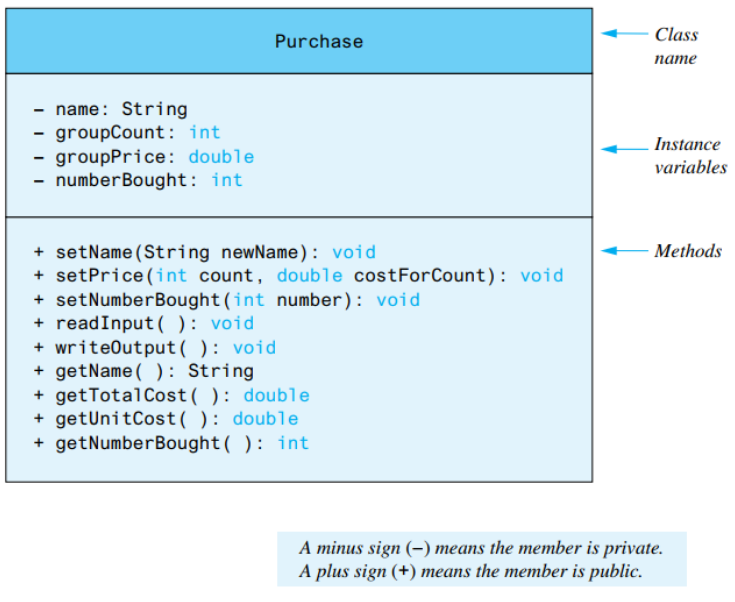 Purchase
Class
name
– name: String
– groupCount: int
– groupPrice: double
– numberBought: int
Instance
variables
+ setName(String newName): void
+ setPrice(int count, double costForCount): void
+ setNumberBought(int number): void
+ readInput( ): void
+ writeOutput( ): void
+ getName( ): String
+ getTotalCost( ): double
+ getUnitCost( ): double
+ getNumberBought( ): int
Methods
A minus sign (–) means the member is private.
A plus sign (+) means the member is public.